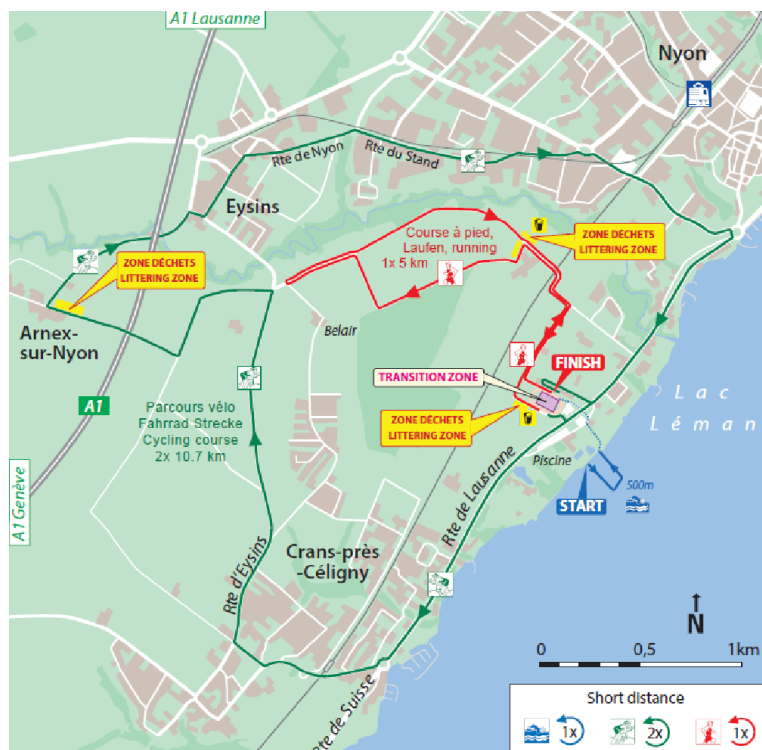 A1 Lausanne
Nyon
Rte de Nyon
Rte du Stand
Eysins
Course à pied,
Laufen, running
1x 5 km
ZONE DÉCHETS
LITTERING ZONE
ZONE DÉCHETS
LITTERING ZONE
Arnex-
sur-Nyon
Belair
TRANSITION ZONE
FINISH
A1
Parcours vélo
Fahrrad Strecke
Cycling course
2x 10.7 km
ZONE DÉCHETS
LITTERING ZONE
Lac
Léman
Piscine
500m
START
A1 Genève
Rte de Lausanne
Crans-près
-Céligny
Rte d'Eysins
Rte de Suisse
N
0 0,5 1km
Short distance
1x 2x 1x